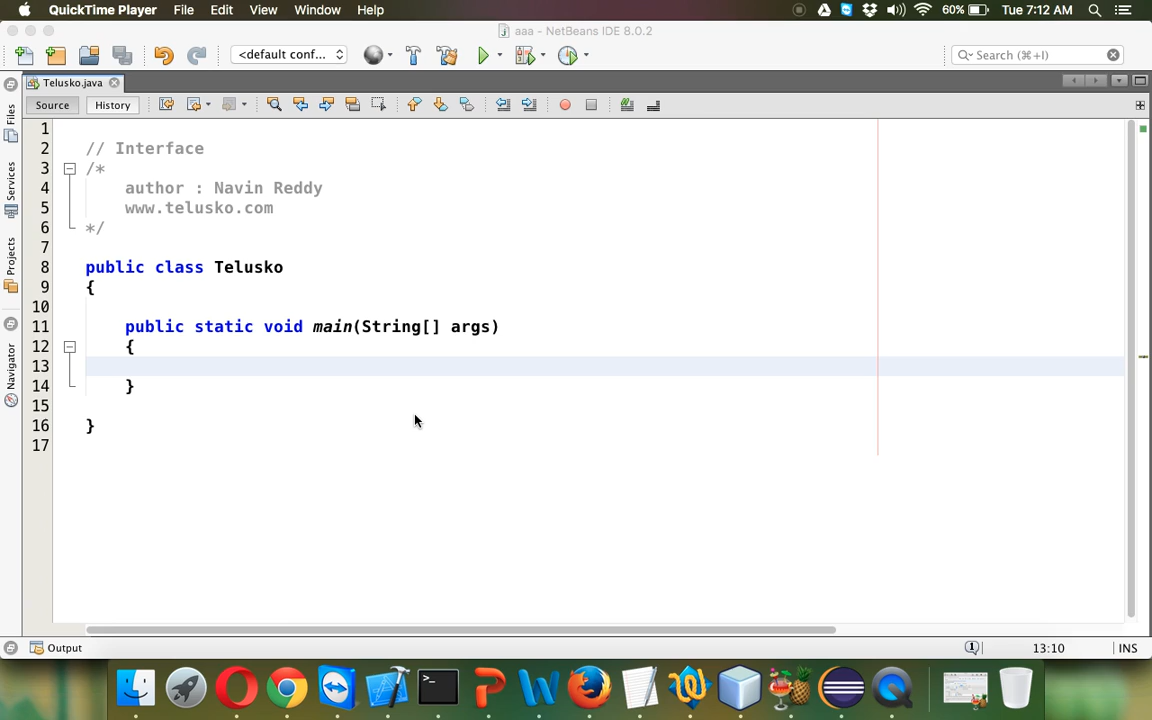 QuickTime Player File Edit View Window Help 60% Tue 7:12 AM
aaa - NetBeans IDE 8.0.2
<default conf... Search (⌘+I)
Telusko.java
Source History
Files
Services
Projects
Navigator
1
2 // Interface
3 /*
4 author : Navin Reddy
5 www.telusko.com
6 */
7
8 public class Telusko
9 {
10
11 public static void main(String[] args)
12 {
13
14 }
15
16 }
17
Output 13:10 INS